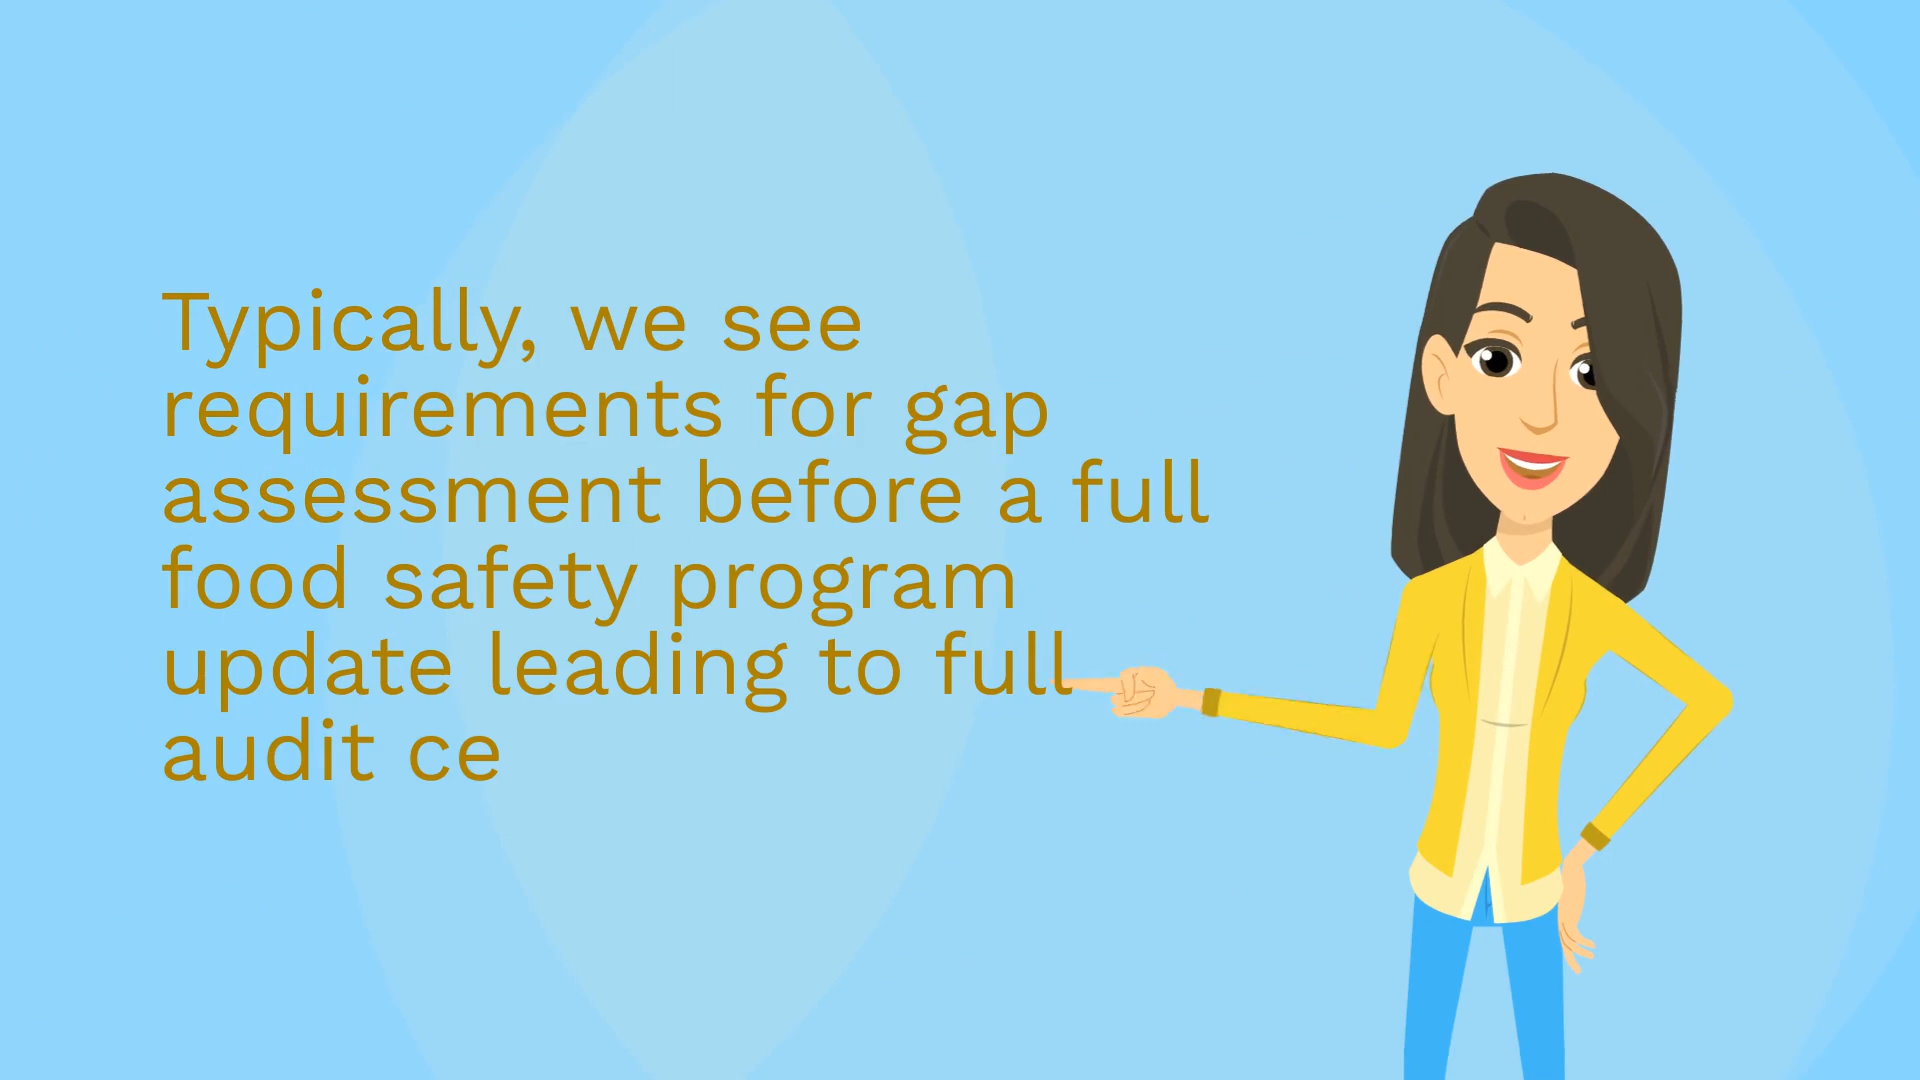 Typically, we see
requirements for gap
assessment before a full
food safety program
update leading to full
audit ce